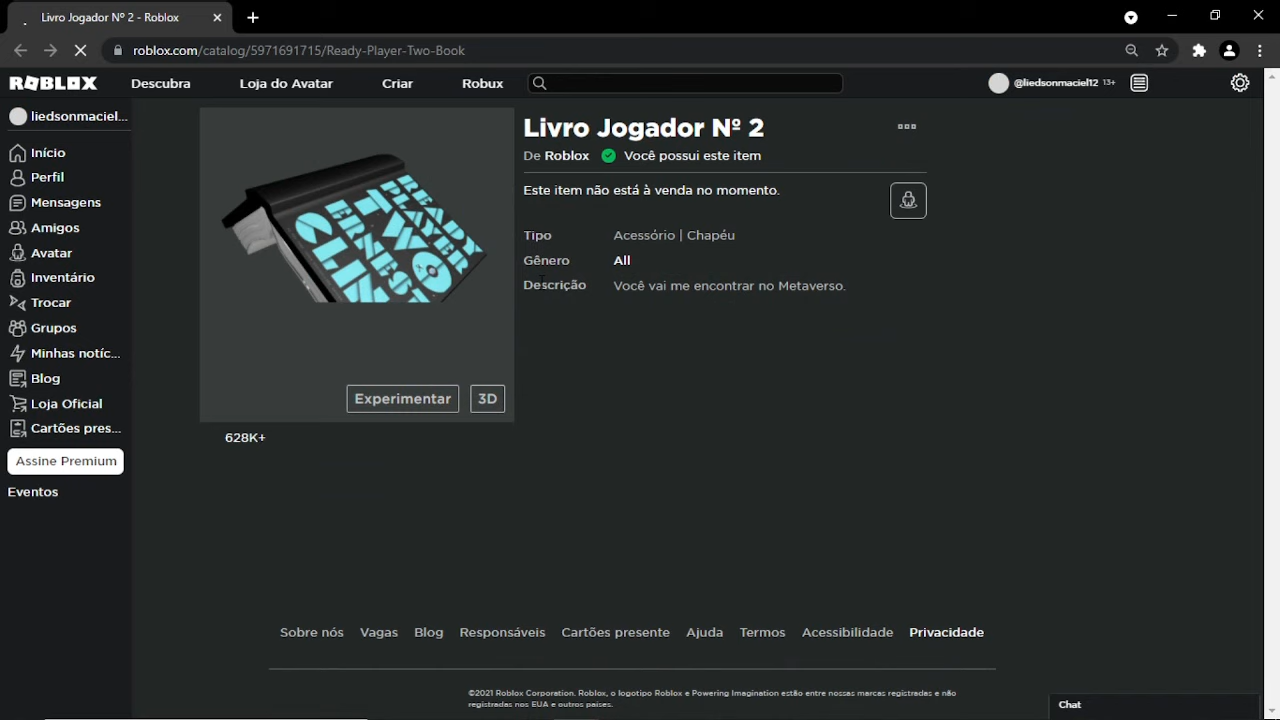 Livro Jogador Nº 2 - Roblox
roblox.com/catalog/5971691715/Ready-Player-Two-Book
ROBLOX
Descubra
Loja do Avatar
Criar
Robux
@liedsonmaciel12 13+
liedsonmaciel...
Início
Perfil
Mensagens
Amigos
Avatar
Inventário
Trocar
Grupos
Minhas notíc...
Blog
Loja Oficial
Cartões pres...
Assine Premium
Eventos
READY
PLAYER
TWO
ERNEST
CLINE
Experimentar
3D
628K+
Livro Jogador Nº 2
De Roblox Você possui este item
Este item não está à venda no momento.
Tipo Acessório | Chapéu
Gênero All
Descrição Você vai me encontrar no Metaverso.
Sobre nós Vagas Blog Responsáveis Cartões presente Ajuda Termos Acessibilidade Privacidade
©2021 Roblox Corporation. Roblox, o logotipo Roblox e Powering Imagination estão entre nossas marcas registradas e não
registradas nos EUA e outros países.
Chat